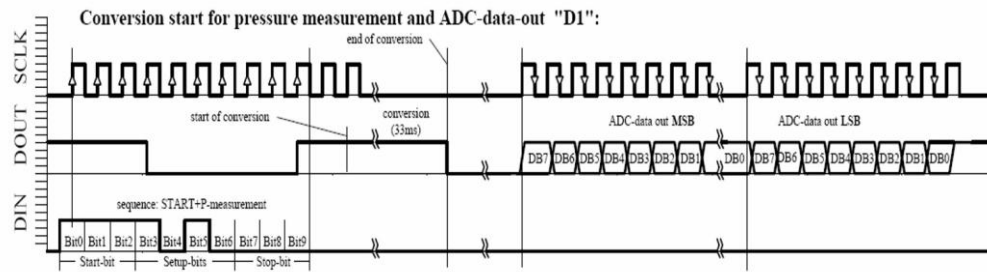 Conversion start for pressure measurement and ADC-data-out "D1":
end of conversion
SCLK
start of conversion
conversion
(33ms)
ADC-data out MSB
ADC-data out LSB
DOUT
DB7 DB6 DB5 DB4 DB3 DB2 DB1 DB0 DB7 DB6 DB5 DB4 DB3 DB2 DB1 DB0
DIN
sequence: START+P-measurement
Bit0 Bit1 Bit2 Bit3 Bit4 Bit5 Bit6 Bit7 Bit8 Bit9
Start-bit Setup-bits Stop-bit